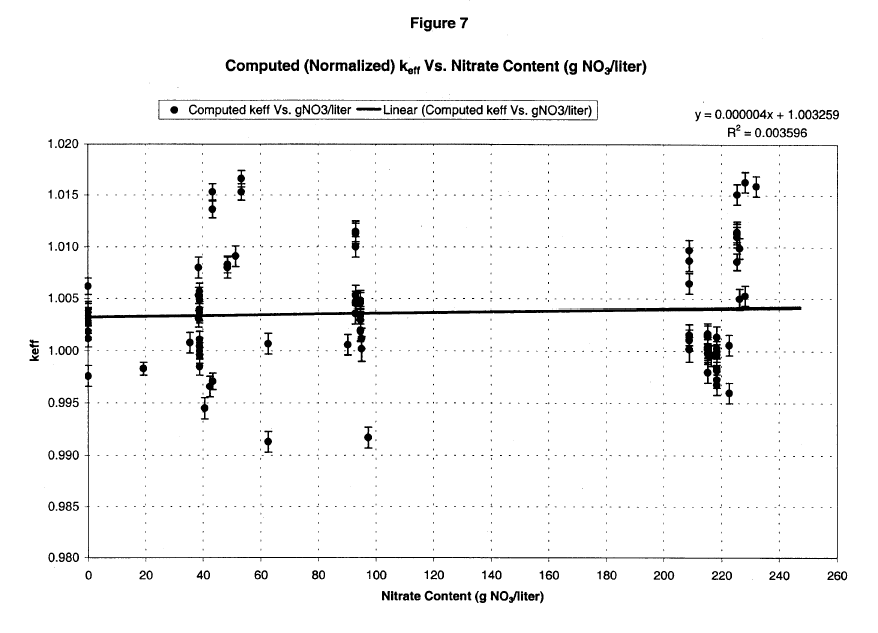 Figure 7
Computed (Normalized) keff Vs. Nitrate Content (g NO3/liter)
Computed keff Vs. gNO3/liter Linear (Computed keff Vs. gNO3/liter)
y = 0.000004x + 1.003259
R² = 0.003596
1.020
1.015
1.010
1.005
1.000
0.995
0.990
0.985
0.980
keff
0 20 40 60 80 100 120 140 160 180 200 220 240 260
Nitrate Content (g NO3/liter)